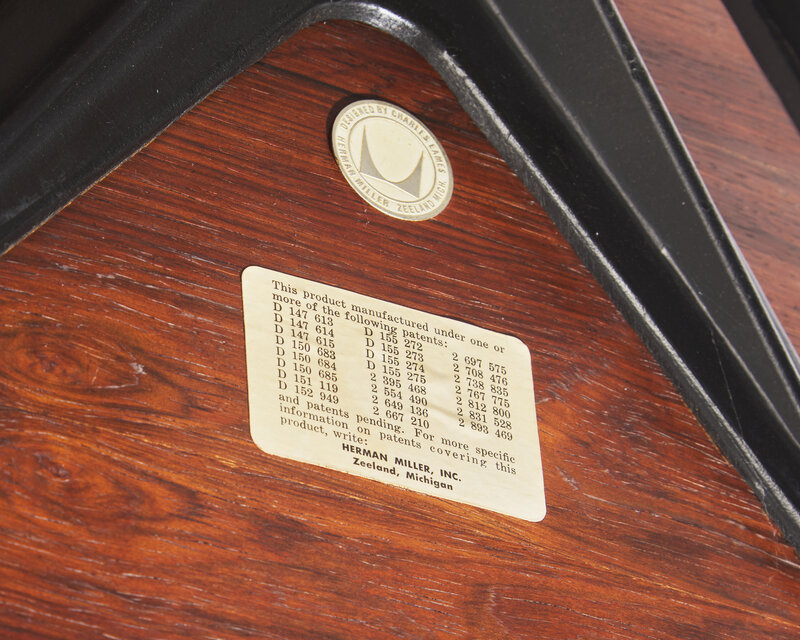 DESIGNED BY CHARLES EAMES
HERMAN MILLER ZEELAND MICH.
This product manufactured under one or
more of the following patents:
D 147 613 D 155 272 2 697 575
D 147 614 D 155 273 2 708 476
D 147 615 D 155 274 2 738 835
D 150 683 D 155 275 2 767 775
D 150 684 2 395 468 2 812 800
D 150 685 2 554 490 2 831 528
D 151 119 2 649 136 2 893 469
D 152 949 2 667 210
and patents pending. For more specific
information on patents covering this
product, write:
HERMAN MILLER, INC.
Zeeland, Michigan